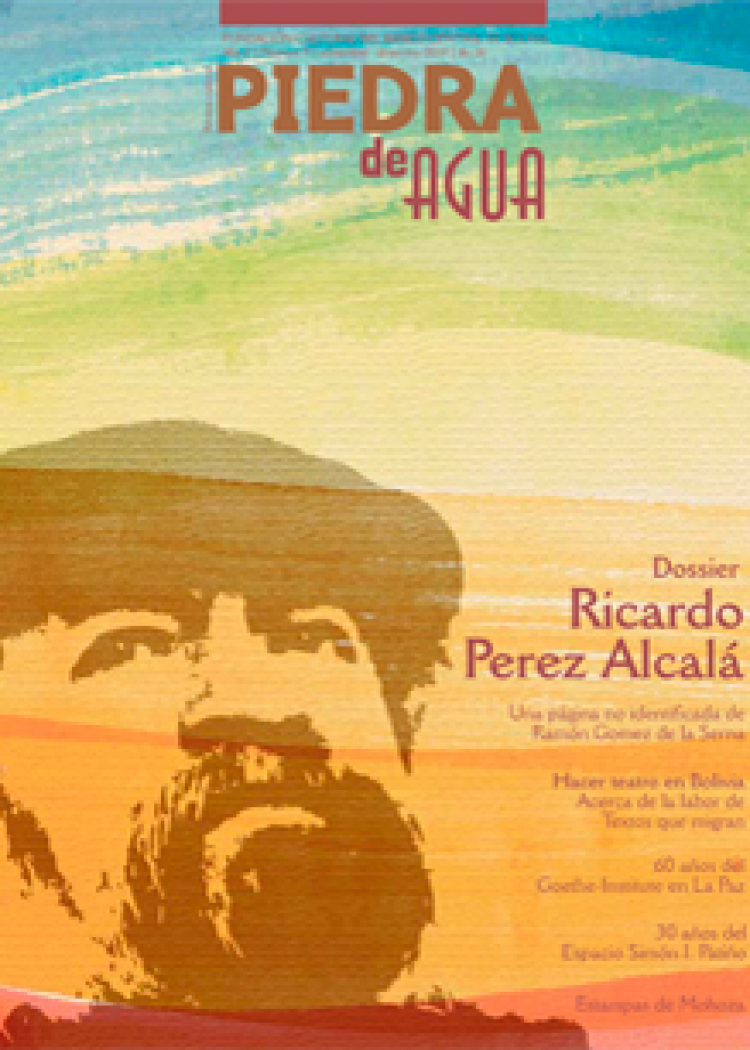 PIEDRA
de AGUA
Dossier
Ricardo
Perez Alcalá
Una página no identificada de
Ramón Gomez de la Serna
Hacer teatro en Bolivia
Acerca de la labor de
Textos que migran
60 años del
Goethe-Institute en La Paz
30 años del
Espacio Simón I. Patiño
Estampas de Mohoza